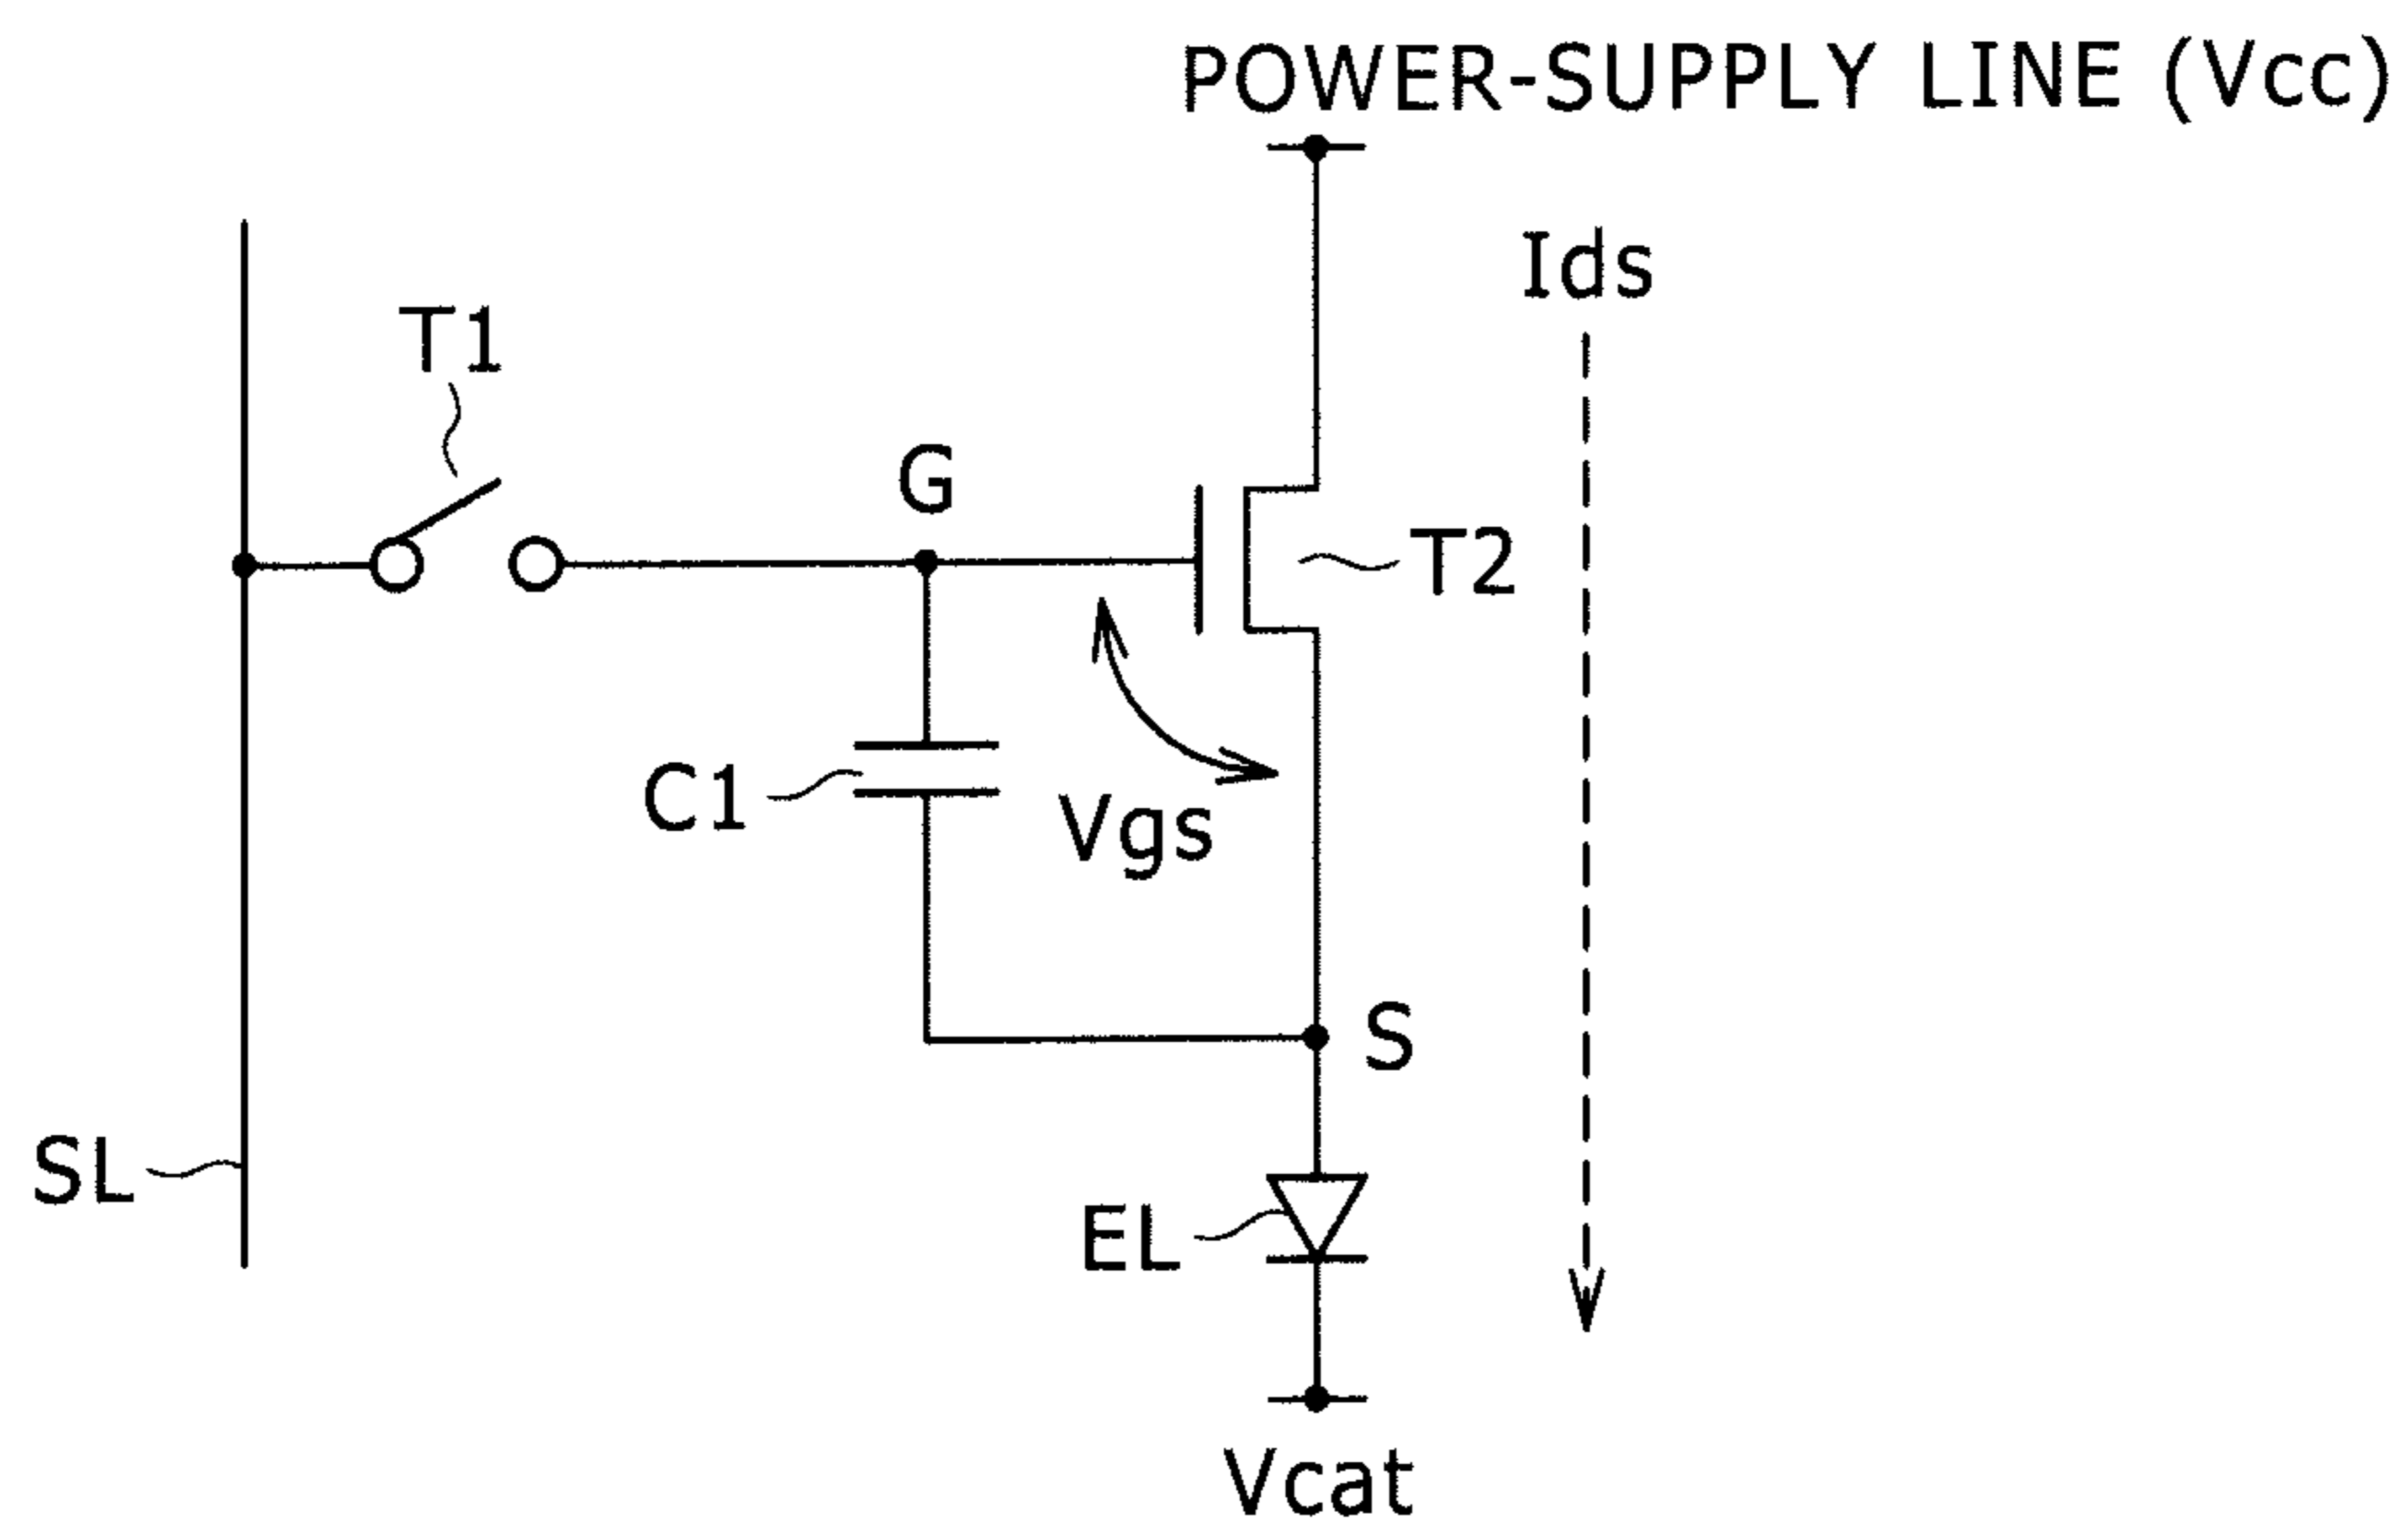 POWER-SUPPLY LINE (Vcc)
Ids
T1
G
T2
C1
Vgs
S
SL
EL
Vcat